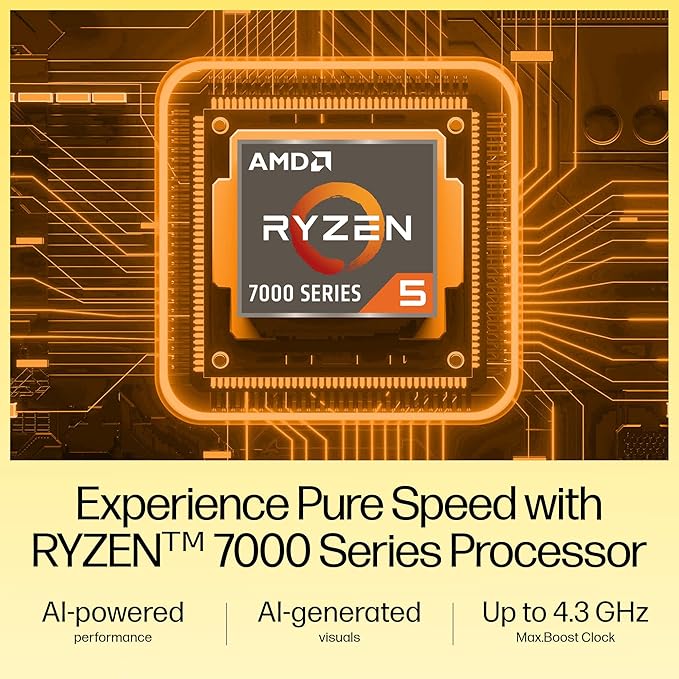 AMD
RYZEN
7000 SERIES 5
Experience Pure Speed with
RYZEN™ 7000 Series Processor
AI-powered
performance
AI-generated
visuals
Up to 4.3 GHz
Max.Boost Clock